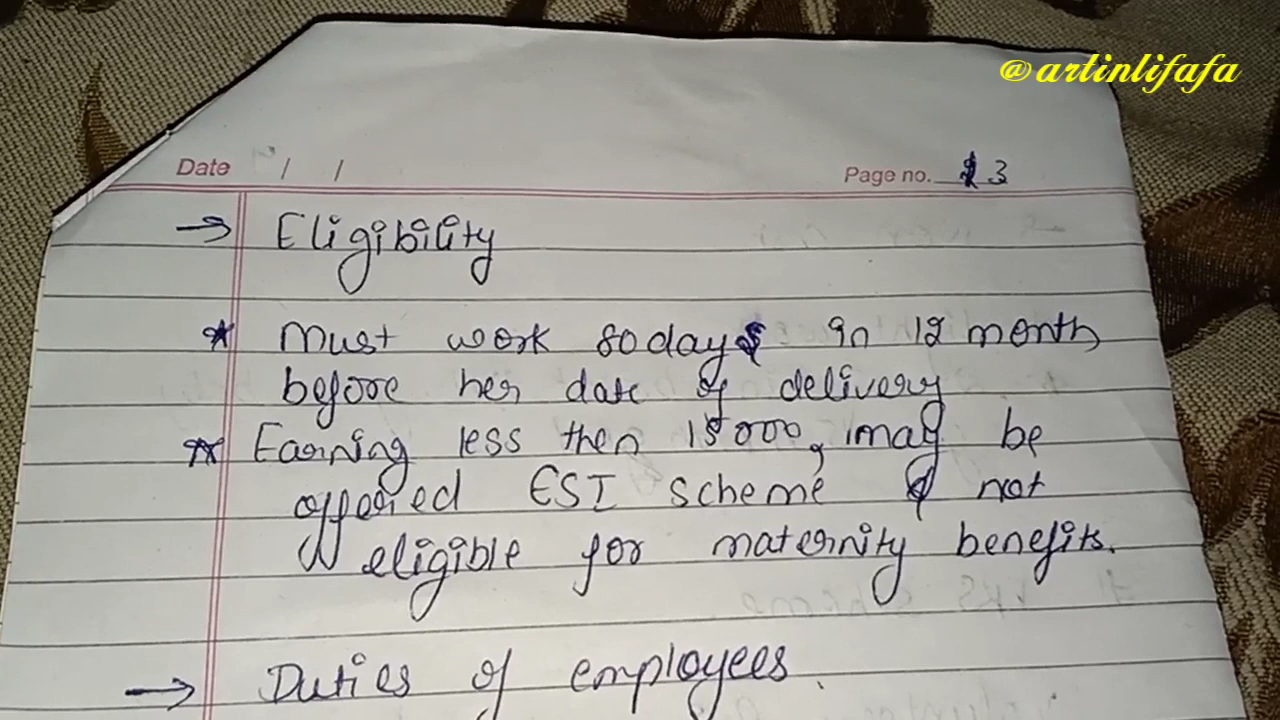 @artinlifafa
Date / /
Page no. 3
→ Eligibility
* Must work 80 days in 12 month
before her date of delivery
* Earning less then 15000, may be
offered ESI scheme & not
eligible for maternity benefits.
→ Duties of employees